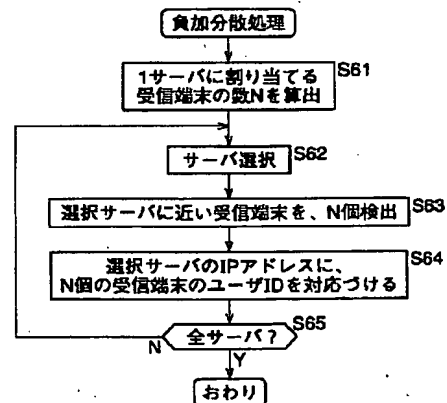 負加分散処理
S61
1サーバに割り当てる
受信端末の数Nを算出
S62
サーバ選択
S63
選択サーバに近い受信端末を、N個検出
S64
選択サーバのIPアドレスに、
N個の受信端末のユーザIDを対応づける
S65
全サーバ?
N
Y
おわり